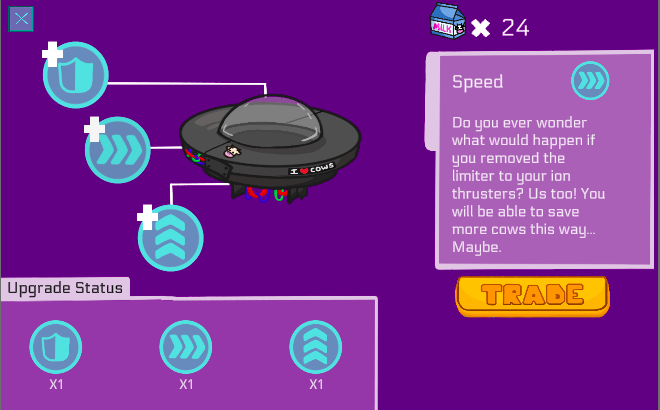 MILK
24
Speed
Do you ever wonder
what would happen if
you removed the
limiter to your ion
thrusters? Us too! You
will be able to save
more cows this way...
Maybe.
I ❤ COWS
TRADE
Upgrade Status
X1
X1
X1